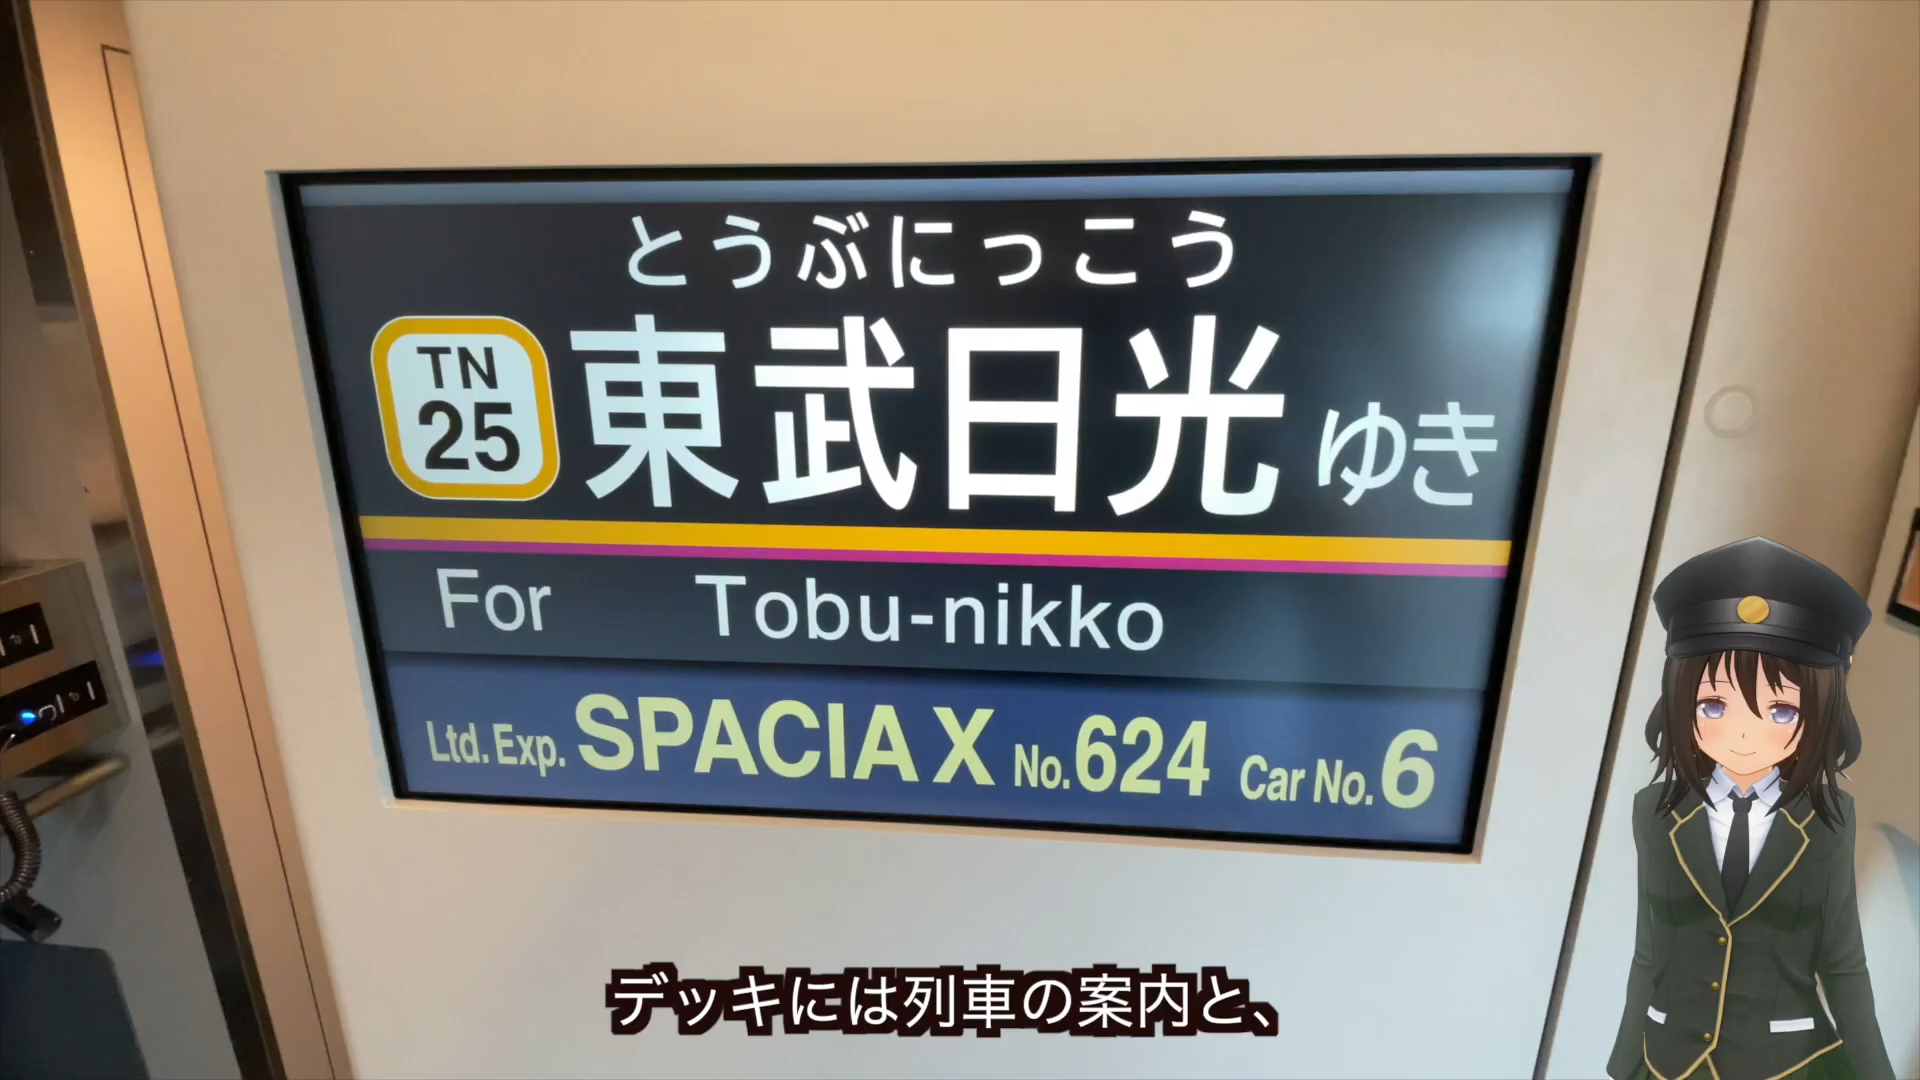 とうぶにっこう
TN
25
東武日光ゆき
For Tobu-nikko
Ltd. Exp. SPACIA X No. 624 Car No. 6
デッキには列車の案内と、